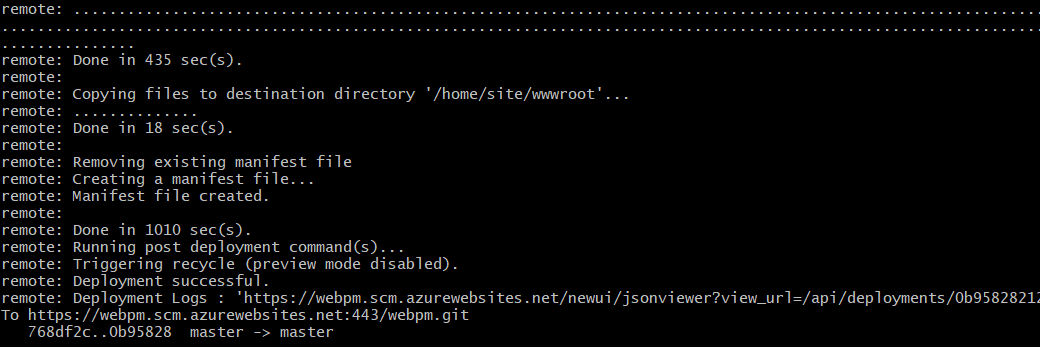 remote: ...................................................................................................................
......................................................................................................................
...............
remote: Done in 435 sec(s).
remote:
remote: Copying files to destination directory '/home/site/wwwroot'...
remote: ..............
remote: Done in 18 sec(s).
remote:
remote: Removing existing manifest file
remote: Creating a manifest file...
remote: Manifest file created.
remote:
remote: Done in 1010 sec(s).
remote: Running post deployment command(s)...
remote: Triggering recycle (preview mode disabled).
remote: Deployment successful.
remote: Deployment Logs : 'https://webpm.scm.azurewebsites.net/newui/jsonviewer?view_url=/api/deployments/0b95828212
To https://webpm.scm.azurewebsites.net:443/webpm.git
   768df2c..0b95828  master -> master